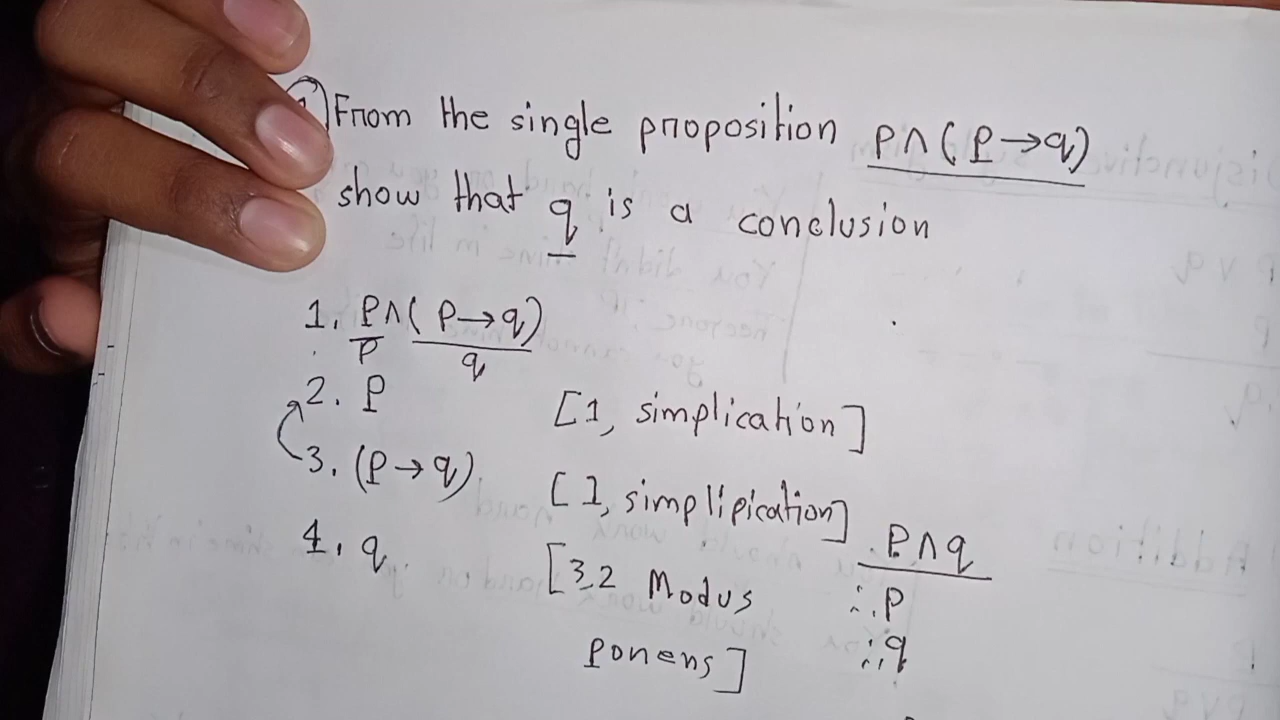 From the single proposition P∧(P→q)
show that q is a conclusion
1. P∧(P→q)
P q
2. P [1, simplication]
3. (P→q) [1, simplipication]
4. q [3,2 Modus
Ponens]
P∧q
∴P
∴q